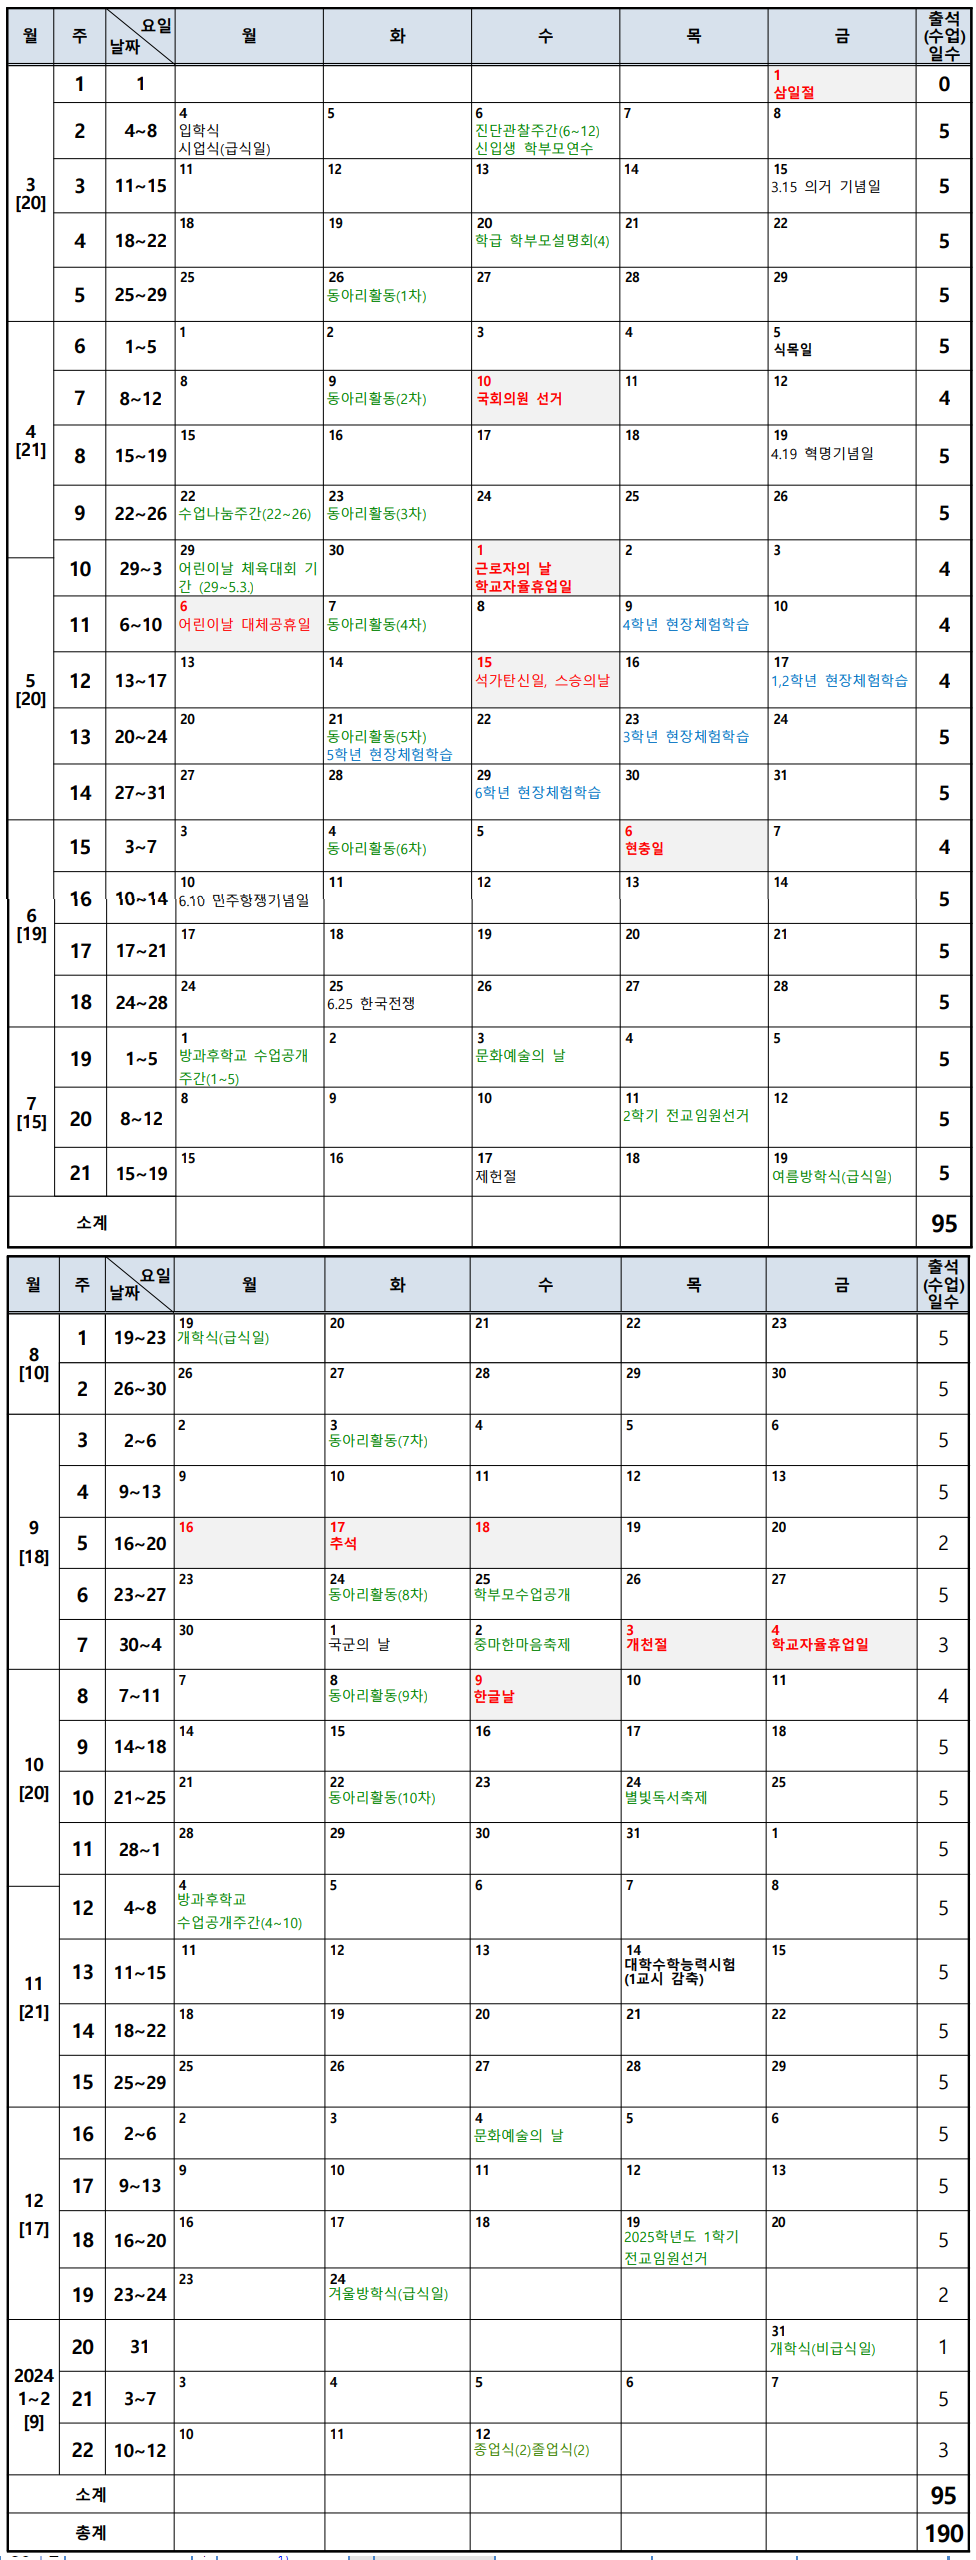 월 주 요일 날짜 월 화 수 목 금 출석 (수업) 일수
3 [20]
1 1 1 삼일절 0
2 4~8 4 입학식 시업식(급식일) 5 6 진단관찰주간(6~12) 신입생 학부모연수 7 8 5
3 11~15 11 12 13 14 15 3.15 의거 기념일 5
4 18~22 18 19 20 학급 학부모설명회(4) 21 22 5
5 25~29 25 26 동아리활동(1차) 27 28 29 5
4 [21]
6 1~5 1 2 3 4 5 식목일 5
7 8~12 8 9 동아리활동(2차) 10 국회의원 선거 11 12 4
8 15~19 15 16 17 18 19 4.19 혁명기념일 5
9 22~26 22 수업나눔주간(22~26) 23 동아리활동(3차) 24 25 26 5
10 29~3 29 어린이날 체육대회 기간 (29~5.3.) 30 1 근로자의 날 학교자율휴업일 2 3 4
5 [20]
11 6~10 6 어린이날 대체공휴일 7 동아리활동(4차) 8 9 4학년 현장체험학습 10 4
12 13~17 13 14 15 석가탄신일, 스승의날 16 17 1,2학년 현장체험학습 4
13 20~24 20 21 동아리활동(5차) 5학년 현장체험학습 22 23 3학년 현장체험학습 24 5
14 27~31 27 28 29 6학년 현장체험학습 30 31 5
6 [19]
15 3~7 3 4 동아리활동(6차) 5 6 현충일 7 4
16 10~14 10 6.10 민주항쟁기념일 11 12 13 14 5
17 17~21 17 18 19 20 21 5
18 24~28 24 25 6.25 한국전쟁 26 27 28 5
7 [15]
19 1~5 1 방과후학교 수업공개 주간(1~5) 2 3 문화예술의 날 4 5 5
20 8~12 8 9 10 11 2학기 전교임원선거 12 5
21 15~19 15 16 17 제헌절 18 19 여름방학식(급식일) 5
소계 95
월 주 요일 날짜 월 화 수 목 금 출석 (수업) 일수
8 [10]
1 19~23 19 개학식(급식일) 20 21 22 23 5
2 26~30 26 27 28 29 30 5
9 [18]
3 2~6 2 3 동아리활동(7차) 4 5 6 5
4 9~13 9 10 11 12 13 5
5 16~20 16 17 추석 18 19 20 2
6 23~27 23 24 동아리활동(8차) 25 학부모수업공개 26 27 5
7 30~4 30 1 국군의 날 2 중마한마음축제 3 개천절 4 학교자율휴업일 3
10 [20]
8 7~11 7 8 동아리활동(9차) 9 한글날 10 11 4
9 14~18 14 15 16 17 18 5
10 21~25 21 22 동아리활동(10차) 23 24 별빛독서축제 25 5
11 28~1 28 29 30 31 1 5
11 [21]
12 4~8 4 방과후학교 수업공개주간(4~10) 5 6 7 8 5
13 11~15 11 12 13 14 대학수학능력시험 (1교시 감축) 15 5
14 18~22 18 19 20 21 22 5
15 25~29 25 26 27 28 29 5
12 [17]
16 2~6 2 3 4 문화예술의 날 5 6 5
17 9~13 9 10 11 12 13 5
18 16~20 16 17 18 19 2025학년도 1학기 전교임원선거 20 5
19 23~24 23 24 겨울방학식(급식일) 2
2024 1~2 [9]
20 31 31 개학식(비급식일) 1
21 3~7 3 4 5 6 7 5
22 10~12 10 11 12 종업식(2)졸업식(2) 3
소계 95
총계 190